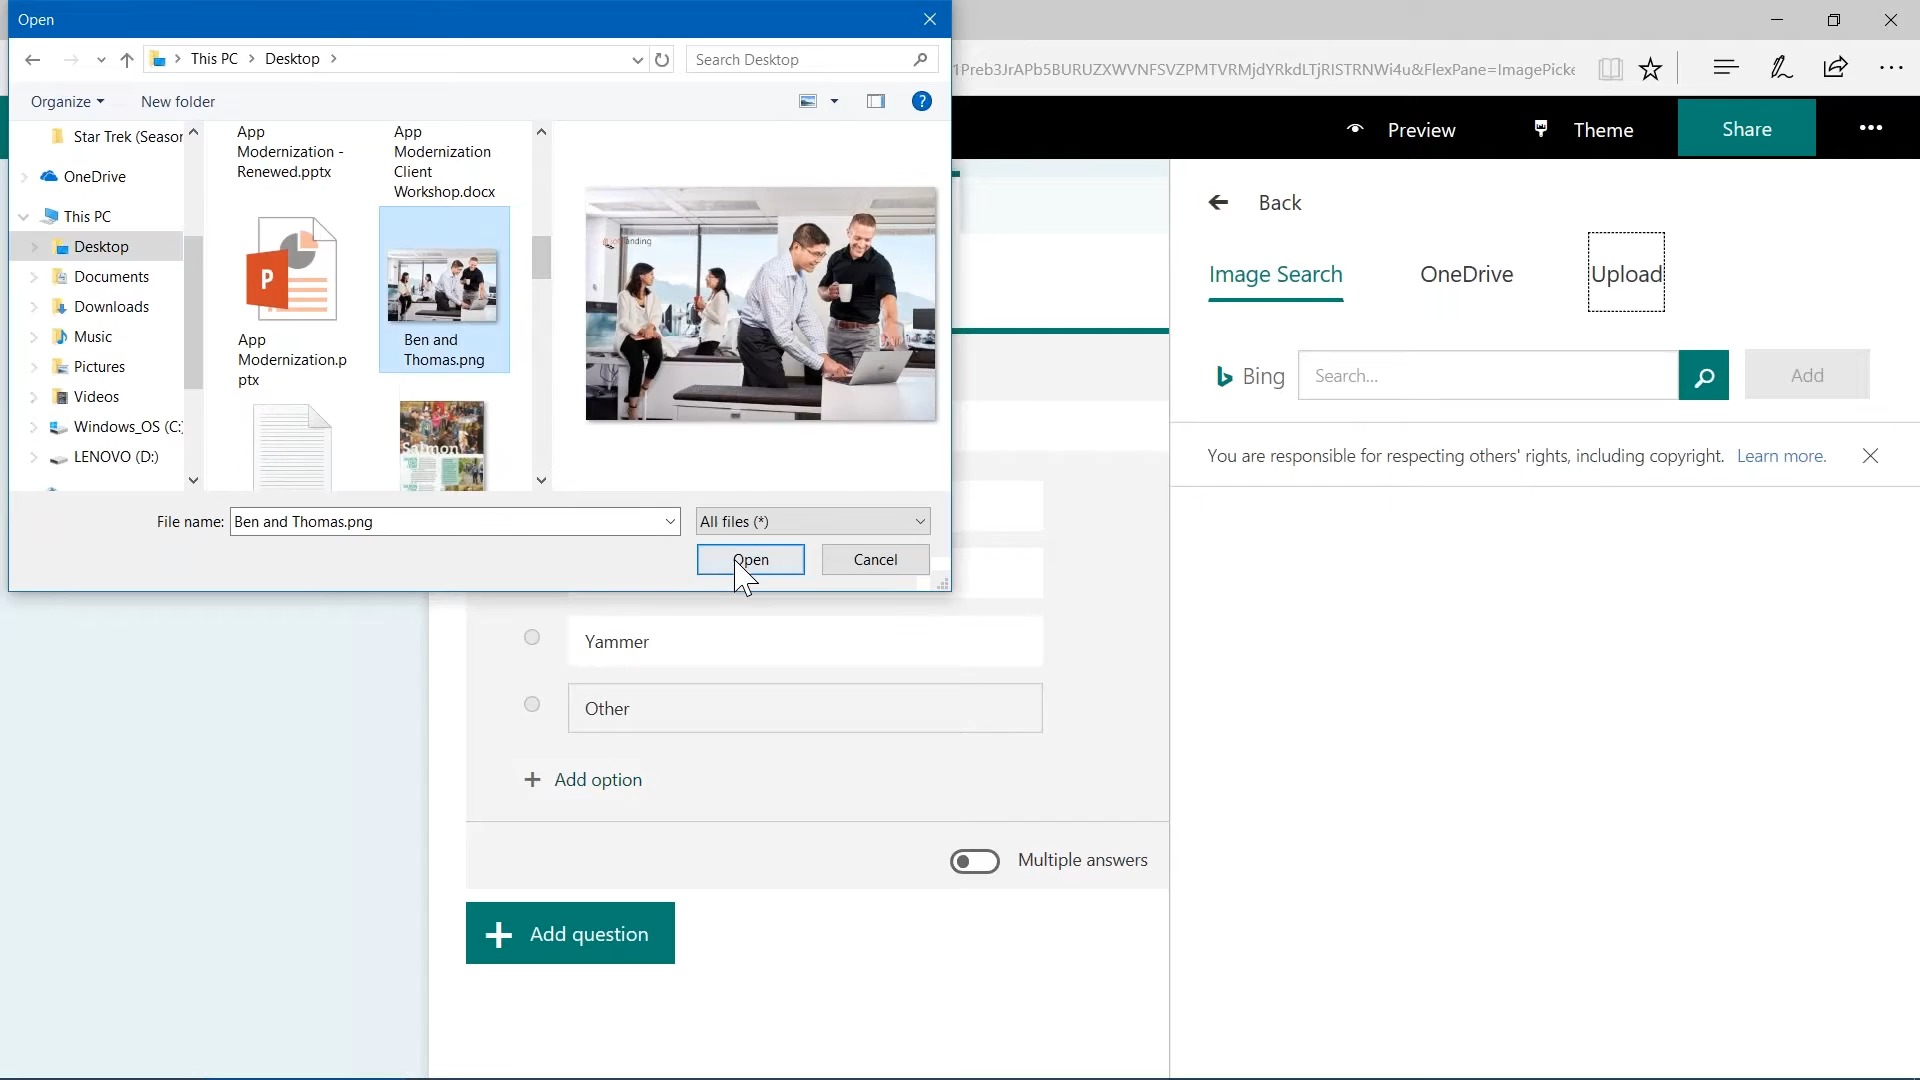 Open
This PC
Desktop
Search Desktop
1Preb3JrAPb5BURUZXWVNFSVZPMTVRMjdYRkdLTjRISTRNWi4u&FlexPane=ImagePicke
Organize
New folder
?
Star Trek (Season
OneDrive
This PC
Desktop
Documents
Downloads
Music
Pictures
Videos
Windows_OS (C:)
LENOVO (D:)
App
Modernization -
Renewed.pptx
App
Modernization
Client
Workshop.docx
P
App
Modernization.p
ptx
Ben and
Thomas.png
Salmon
File name:
Ben and Thomas.png
All files (*)
Open
Cancel
Preview
Theme
Share
Back
Image Search
OneDrive
Upload
Bing
Search...
Add
You are responsible for respecting others' rights, including copyright. Learn more.
Yammer
Other
Add option
Multiple answers
Add question